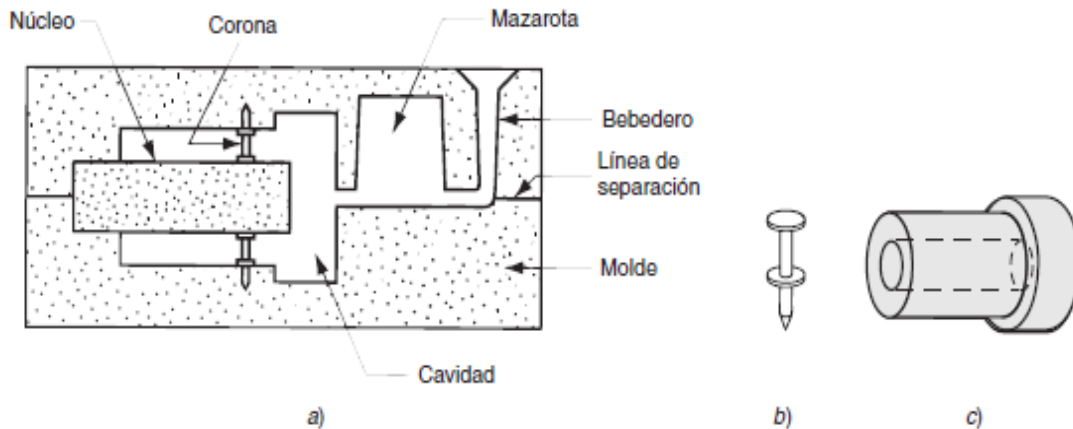 Núcleo
Corona
Mazarota
Bebedero
Línea de
separación
Molde
Cavidad
a)
b)
c)